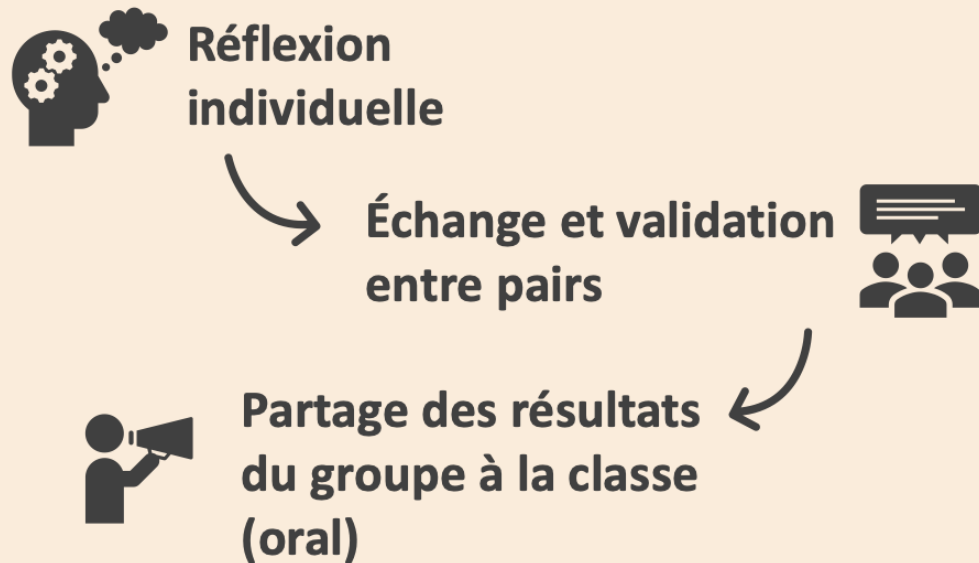 Réflexion
individuelle
Échange et validation
entre pairs
Partage des résultats
du groupe à la classe
(oral)